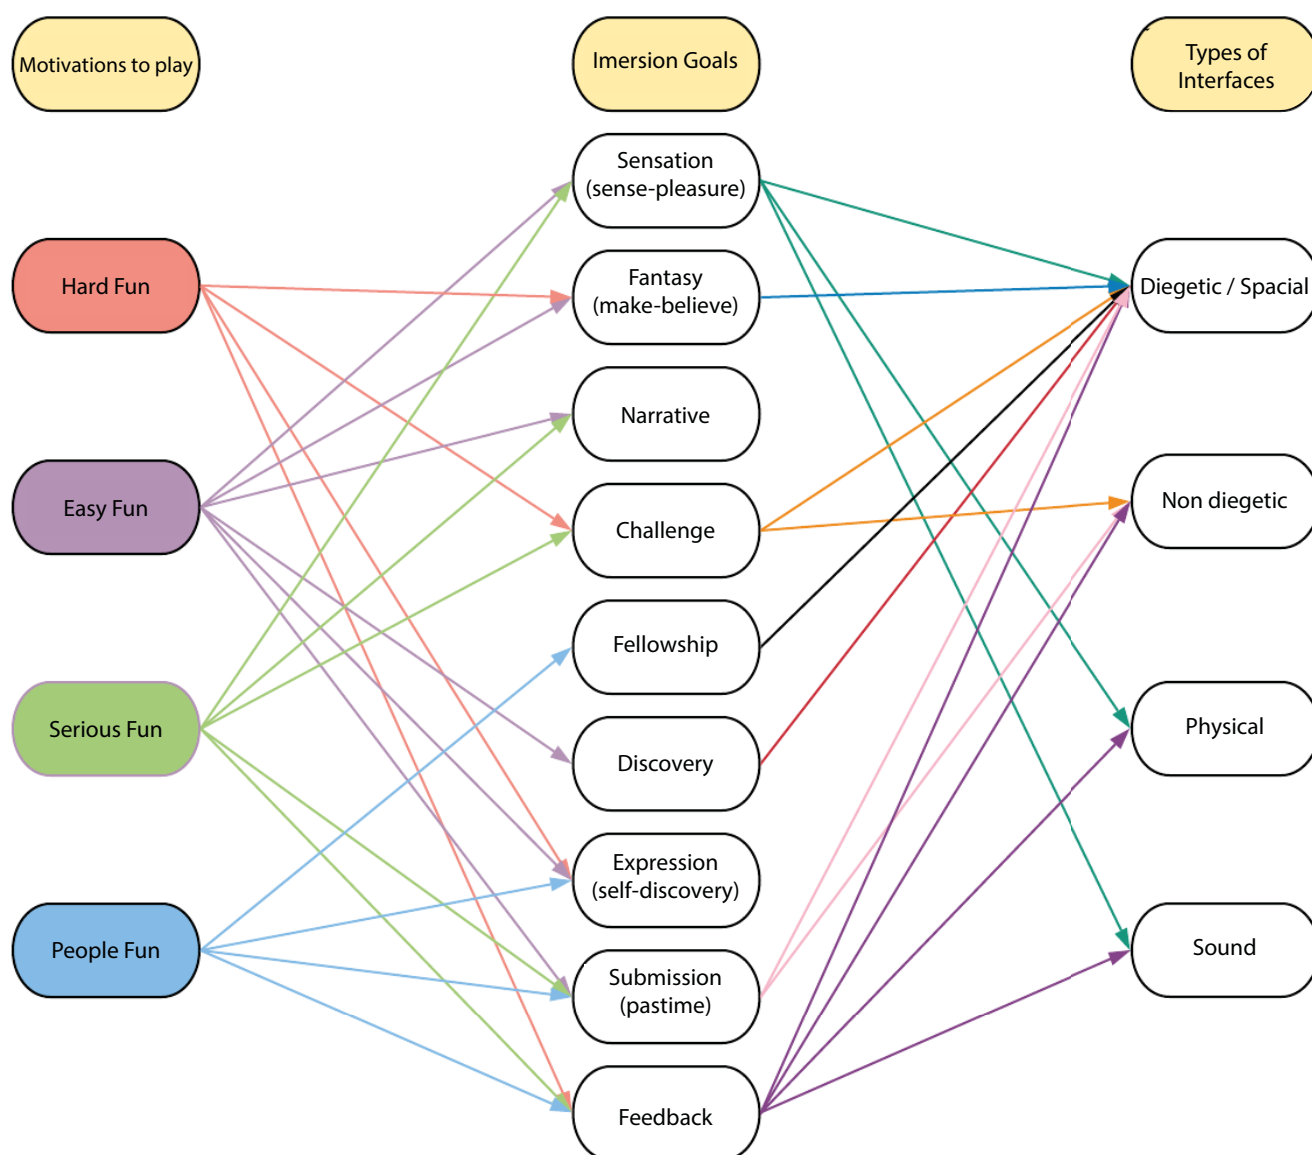 Motivations to play
Imersion Goals
Types of
Interfaces
Hard Fun
Easy Fun
Serious Fun
People Fun
Sensation
(sense-pleasure)
Fantasy
(make-believe)
Narrative
Challenge
Fellowship
Discovery
Expression
(self-discovery)
Submission
(pastime)
Feedback
Diegetic / Spacial
Non diegetic
Physical
Sound